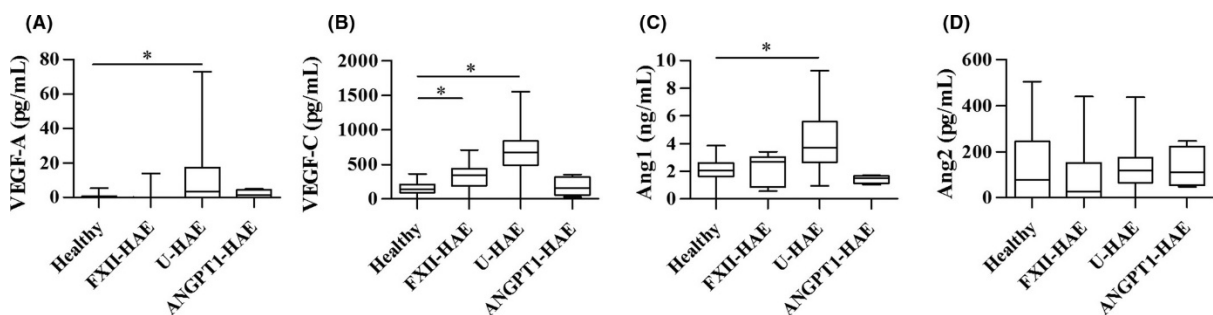 (A)
VEGF-A (pg/mL)
80
60
40
20
0
*
Healthy
FXII-HAE
U-HAE
ANGPT1-HAE
(B)
VEGF-C (pg/mL)
2000
1500
1000
500
0
*
*
Healthy
FXII-HAE
U-HAE
ANGPT1-HAE
(C)
Ang1 (ng/mL)
10
8
6
4
2
0
*
Healthy
FXII-HAE
U-HAE
ANGPT1-HAE
(D)
Ang2 (pg/mL)
600
400
200
0
Healthy
FXII-HAE
U-HAE
ANGPT1-HAE